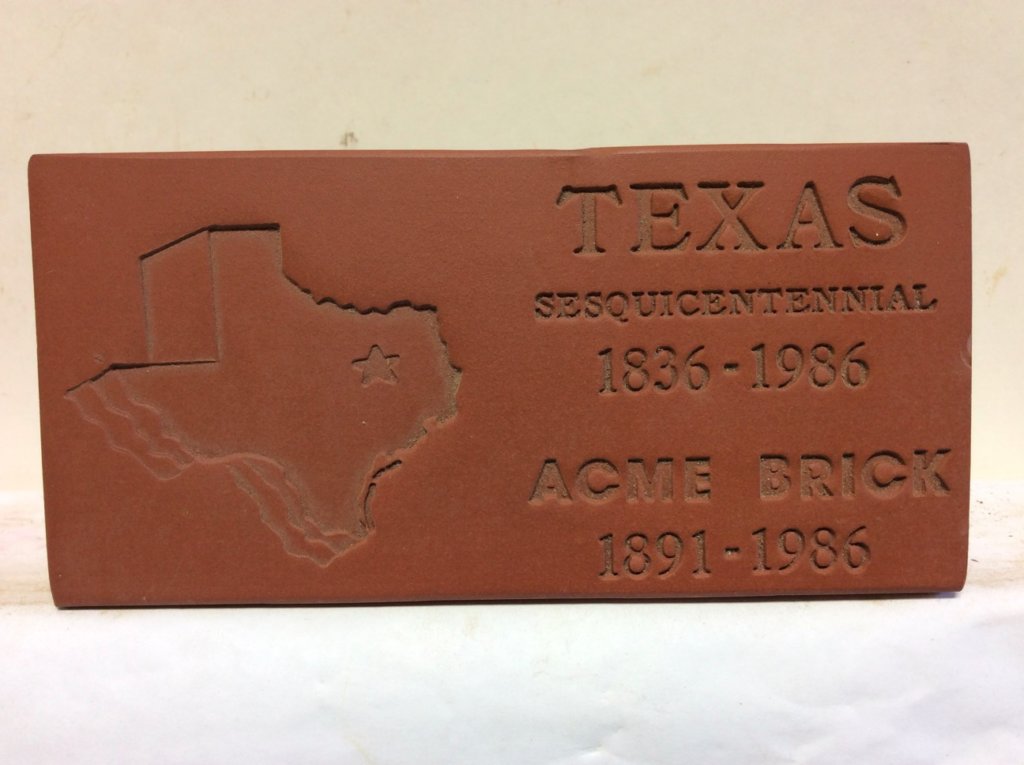 TEXAS
SESQUICENTENNIAL
1836-1986
ACME BRICK
1891-1986